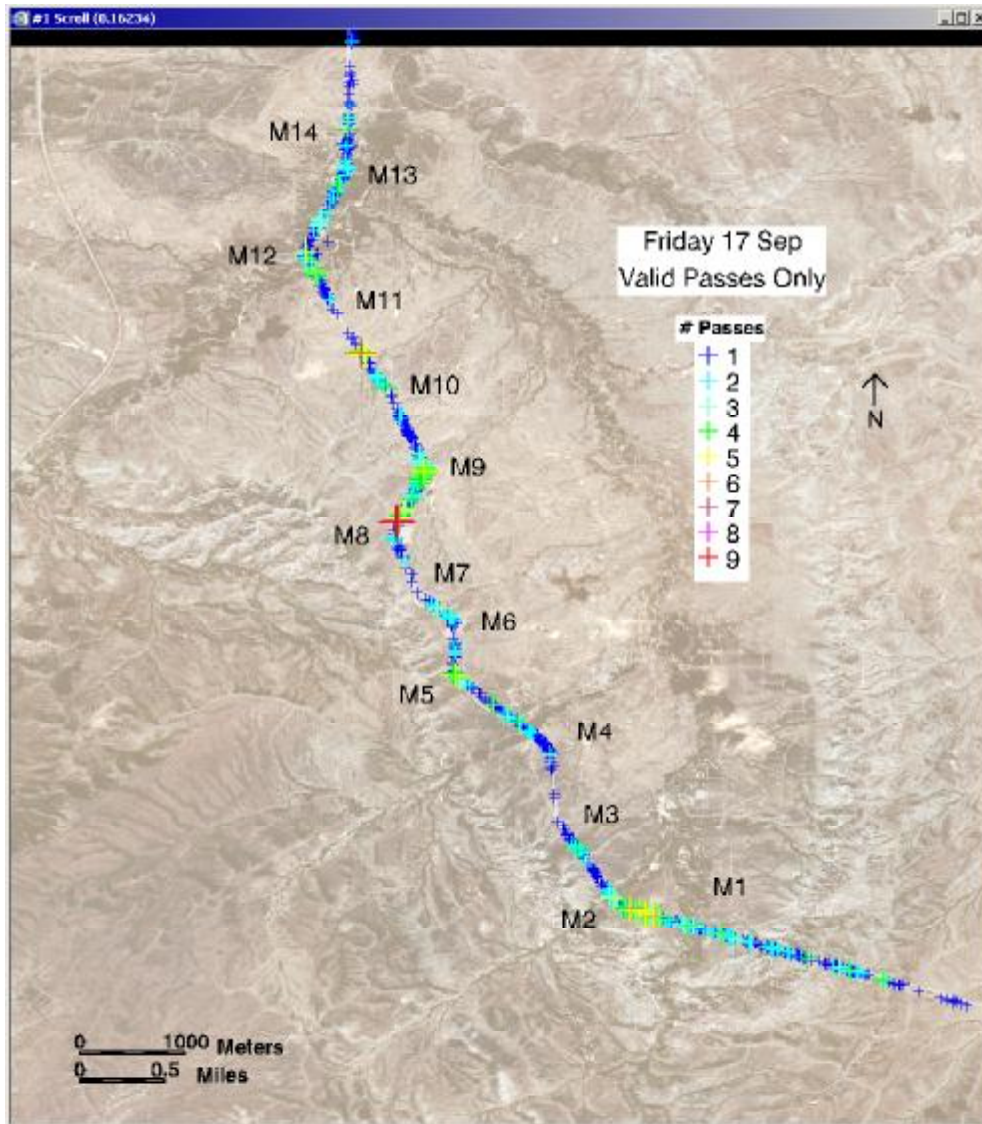 #1 Scroll (0.16234)
M14
M13
M12
M11
M10
M9
M8
M7
M6
M5
M4
M3
M1
M2
Friday 17 Sep
Valid Passes Only
# Passes
1
2
3
4
5
6
7
8
9
N
0 1000 Meters
0 0.5 Miles